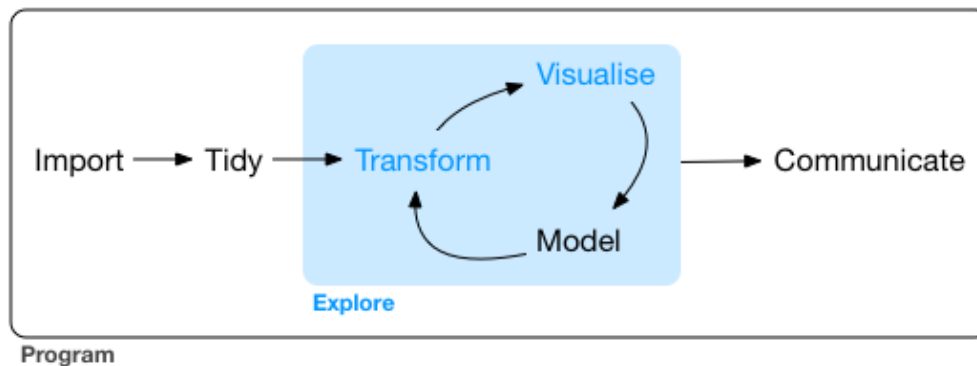 Visualise
Import Tidy Transform Communicate
Model
Explore
Program